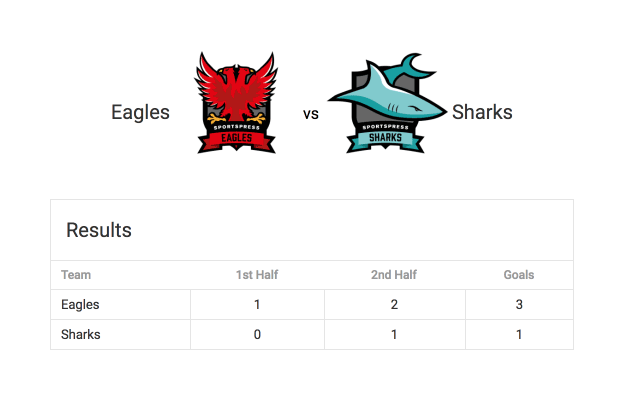 Eagles
SPORTSPRESS
EAGLES
vs
SPORTSPRESS
SHARKS
Sharks
Results
Team 1st Half 2nd Half Goals
Eagles 1 2 3
Sharks 0 1 1